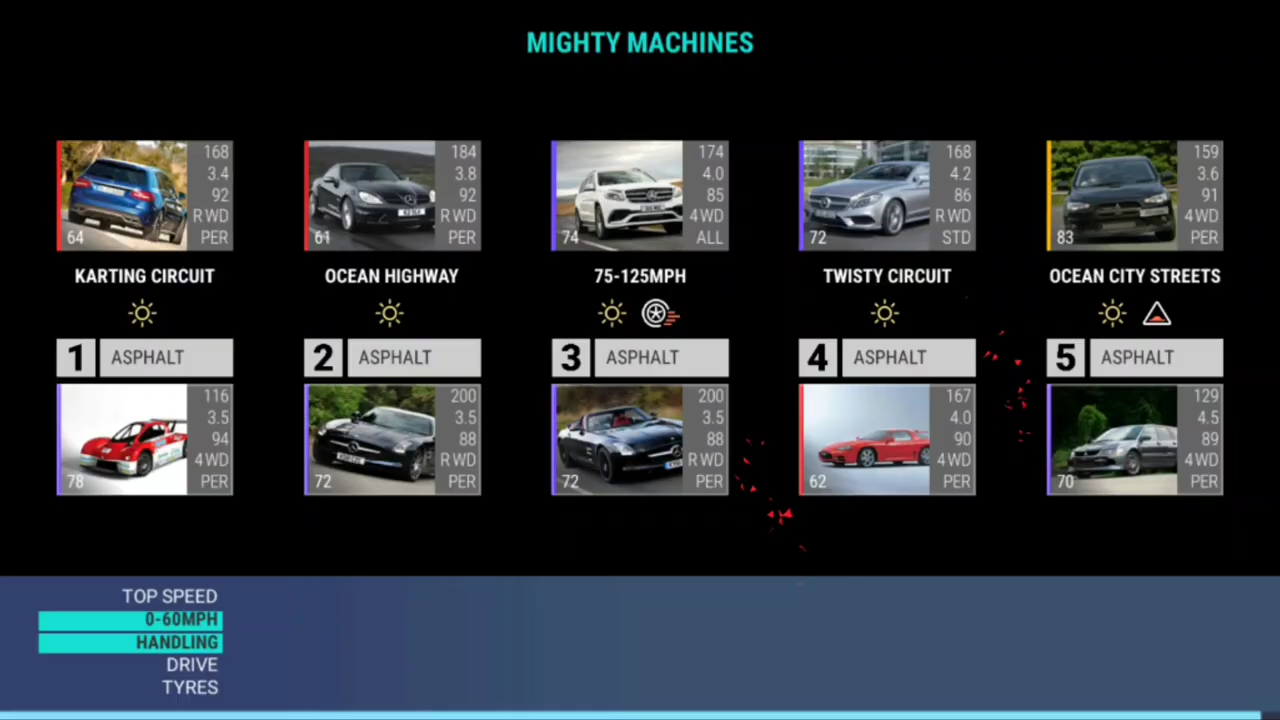 MIGHTY MACHINES
168
3.4
92
RWD
PER
64
184
3.8
92
RWD
PER
61
174
4.0
85
4WD
ALL
74
168
4.2
86
RWD
STD
72
159
3.6
91
4WD
PER
83
KARTING CIRCUIT
OCEAN HIGHWAY
75-125MPH
TWISTY CIRCUIT
OCEAN CITY STREETS
1 ASPHALT
2 ASPHALT
3 ASPHALT
4 ASPHALT
5 ASPHALT
116
3.5
94
4WD
PER
78
200
3.5
88
RWD
PER
72
200
3.5
88
RWD
PER
72
167
4.0
90
4WD
PER
62
129
4.5
89
4WD
PER
70
TOP SPEED
0-60MPH
HANDLING
DRIVE
TYRES